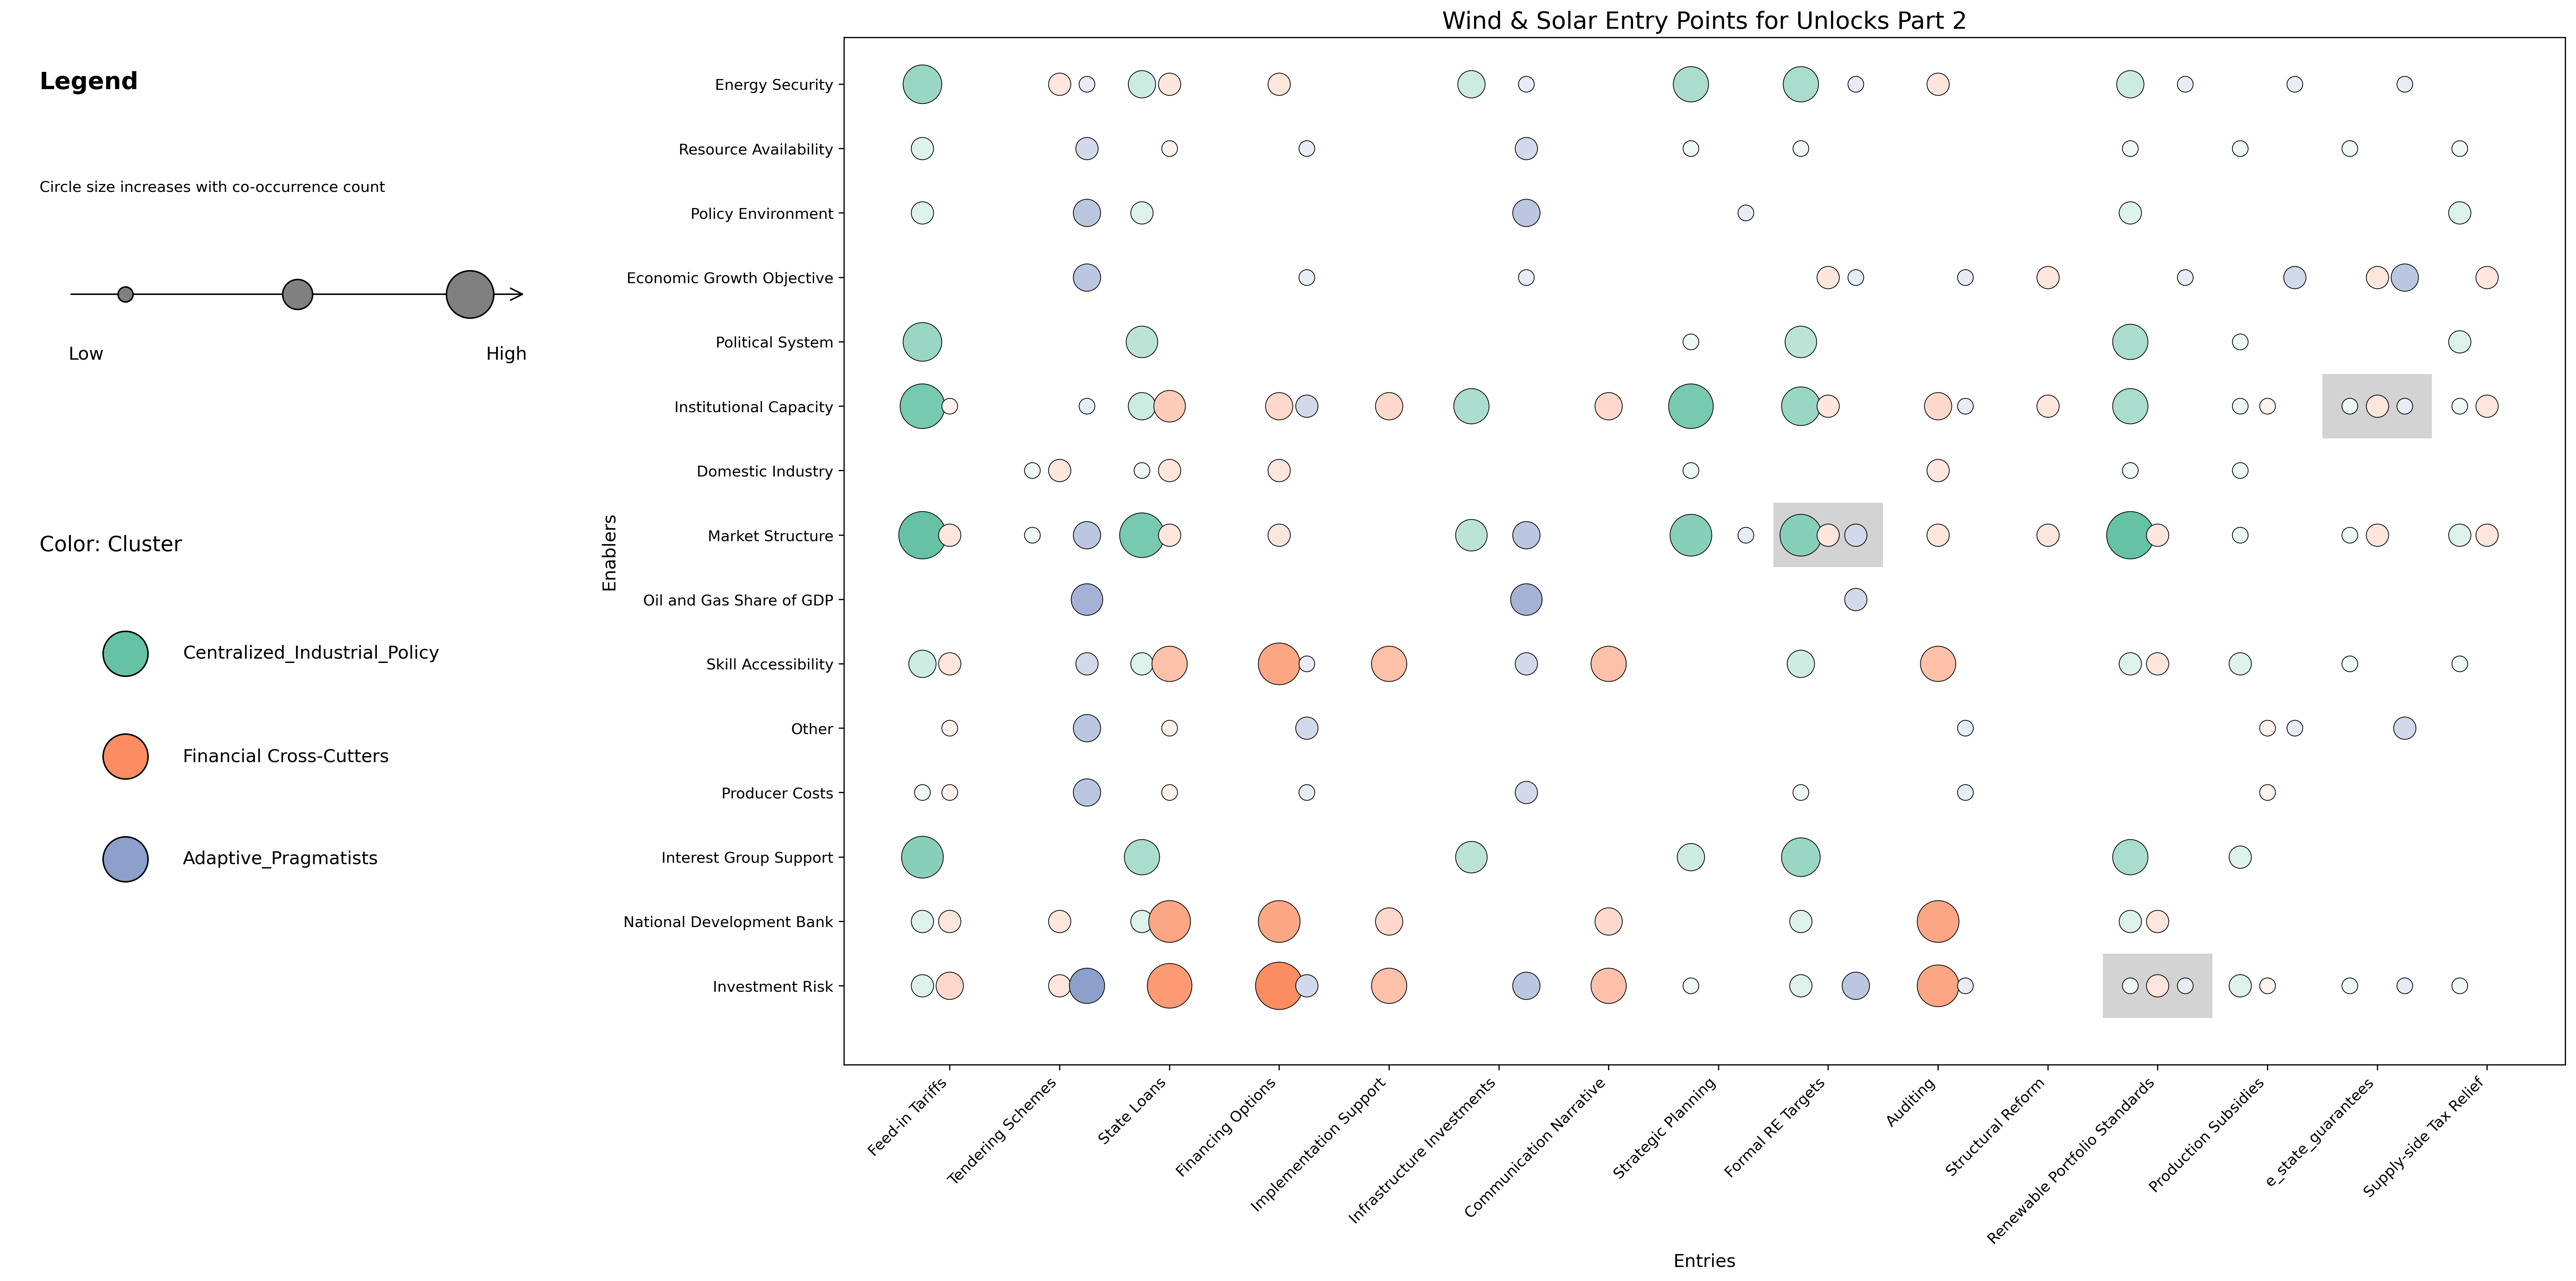 Wind & Solar Entry Points for Unlocks Part 2
Legend
Circle size increases with co-occurrence count
Low
High
Color: Cluster
Centralized_Industrial_Policy
Financial Cross-Cutters
Adaptive_Pragmatists
Enablers
Energy Security
Resource Availability
Policy Environment
Economic Growth Objective
Political System
Institutional Capacity
Domestic Industry
Market Structure
Oil and Gas Share of GDP
Skill Accessibility
Other
Producer Costs
Interest Group Support
National Development Bank
Investment Risk
Feed-in Tariffs
Tendering Schemes
State Loans
Financing Options
Implementation Support
Infrastructure Investments
Communication Narrative
Strategic Planning
Formal RE Targets
Auditing
Structural Reform
Renewable Portfolio Standards
Production Subsidies
e_state_guarantees
Supply-side Tax Relief
Entries